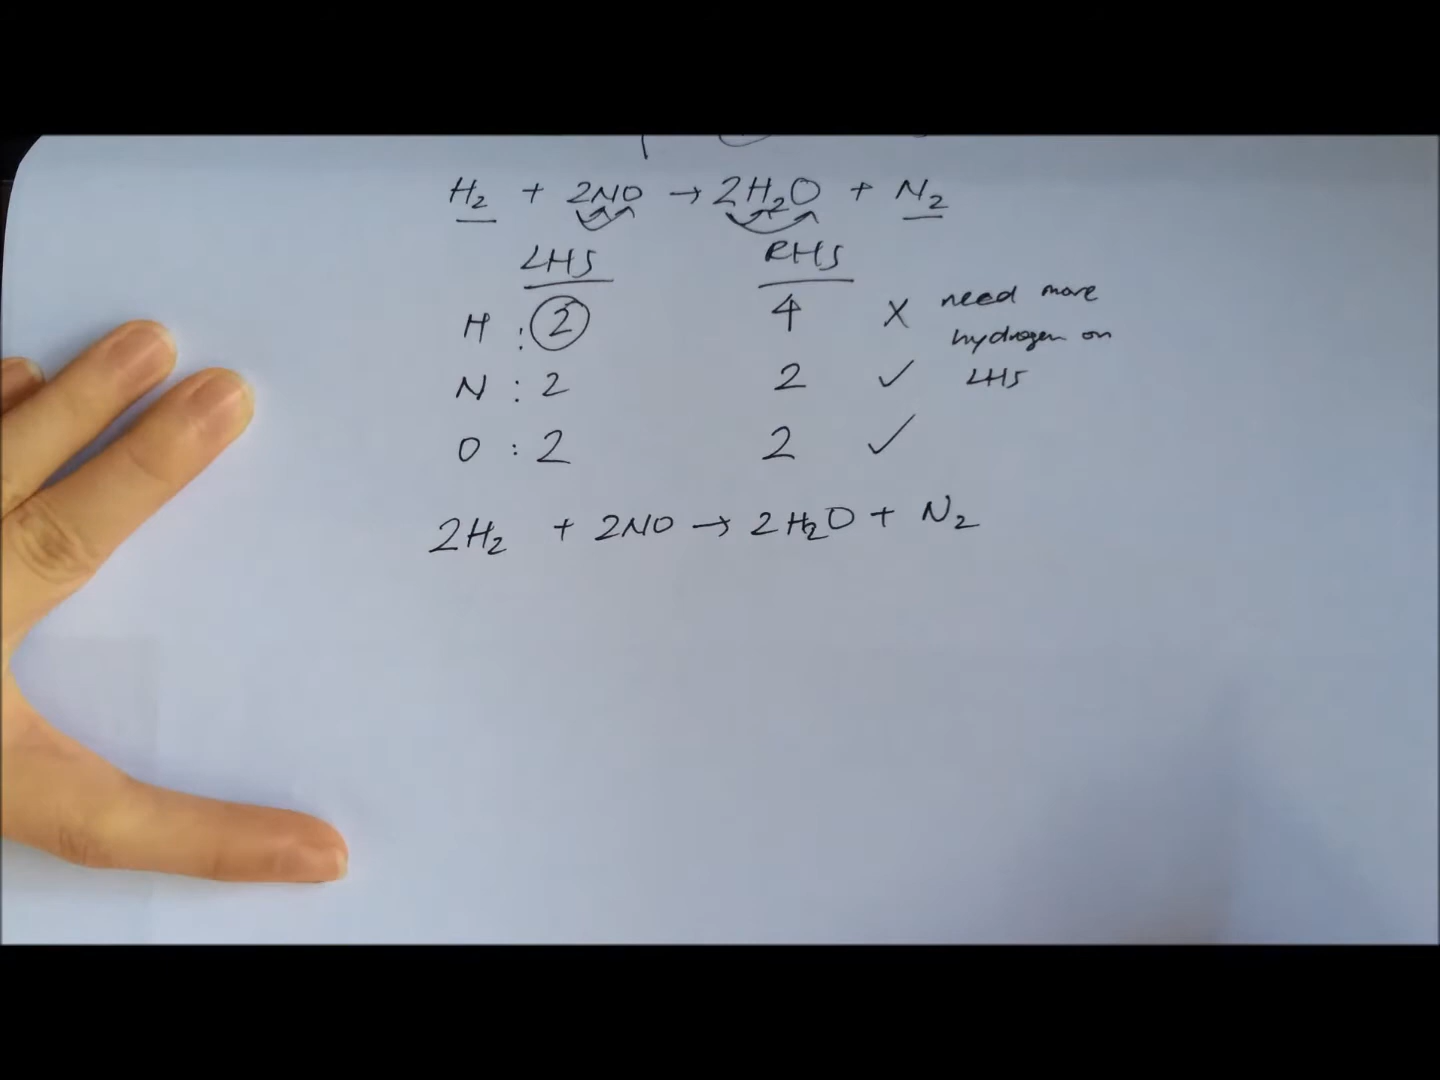 H₂ + 2NO → 2H₂O + N₂
LHS RHS
H : 2 4 X need more
hydrogen on
N : 2 2 ✓ LHS
O : 2 2 ✓
2H₂ + 2NO → 2H₂O + N₂